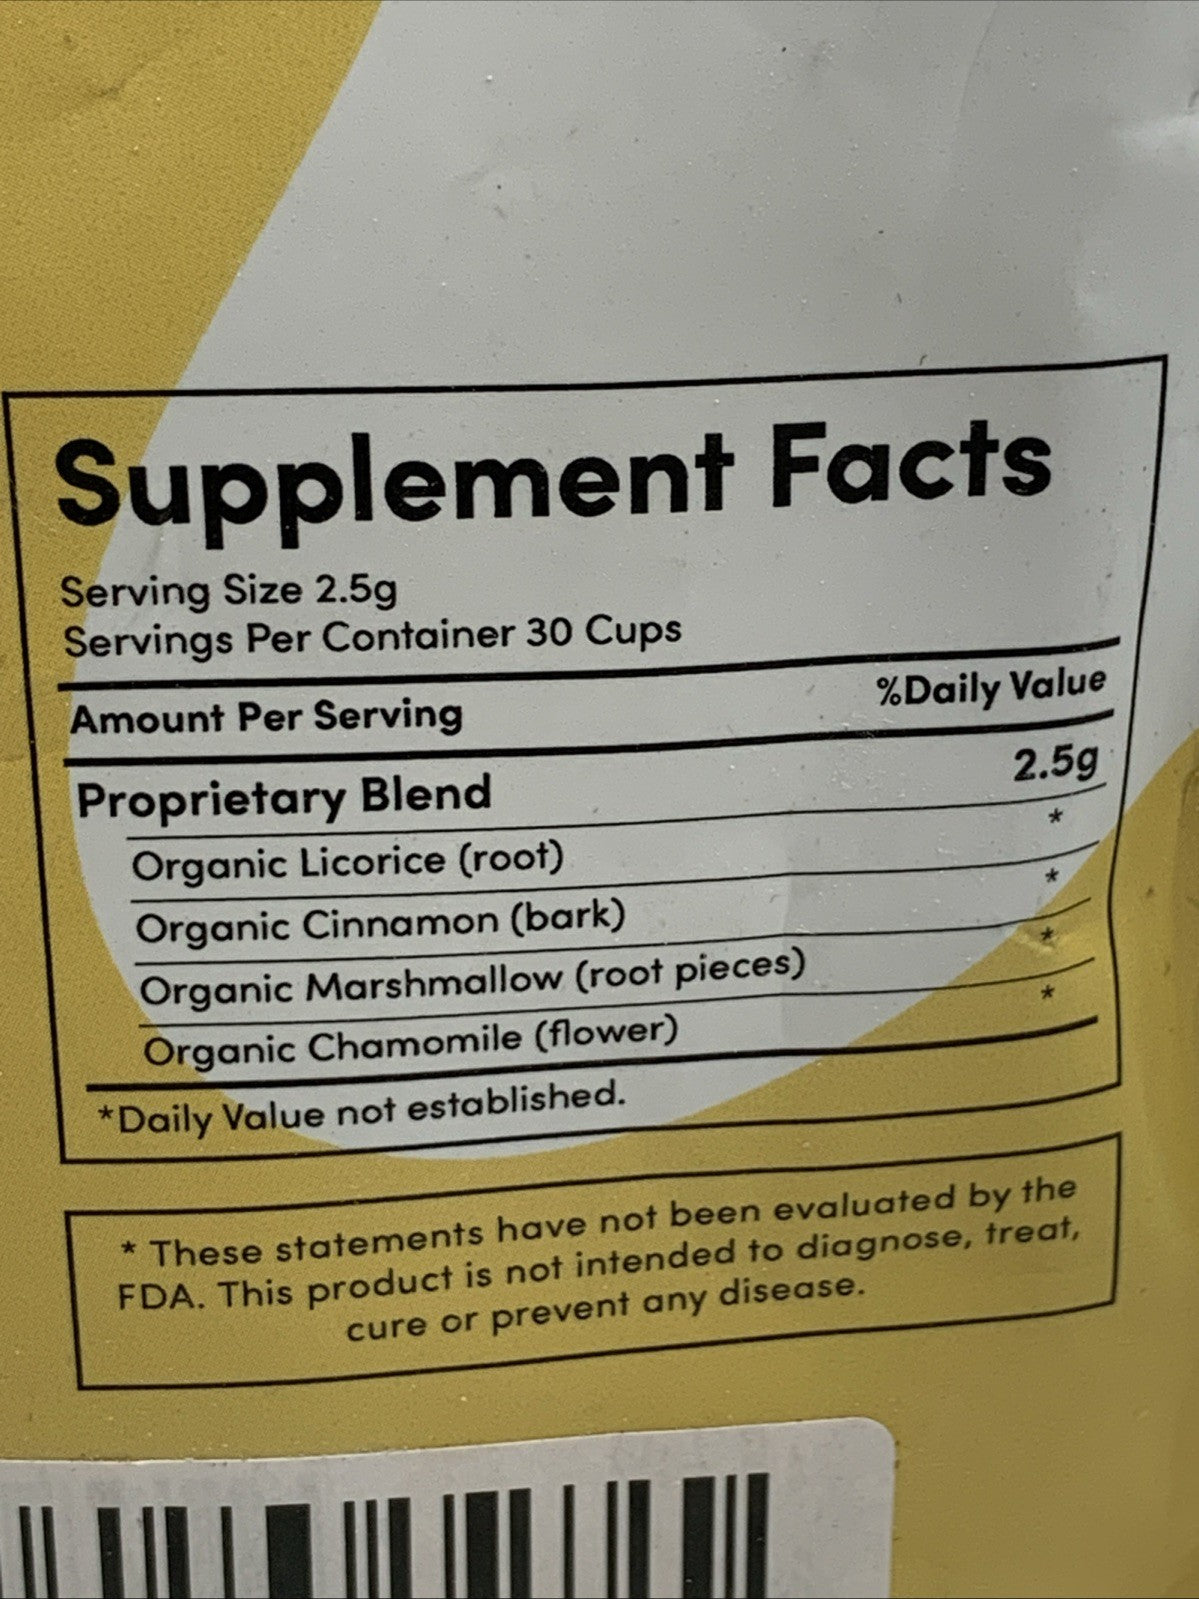 Supplement Facts
Serving Size 2.5g
Servings Per Container 30 Cups
Amount Per Serving %Daily Value
Proprietary Blend 2.5g
Organic Licorice (root) *
Organic Cinnamon (bark) *
Organic Marshmallow (root pieces) *
Organic Chamomile (flower) *
*Daily Value not established.
* These statements have not been evaluated by the
FDA. This product is not intended to diagnose, treat,
cure or prevent any disease.